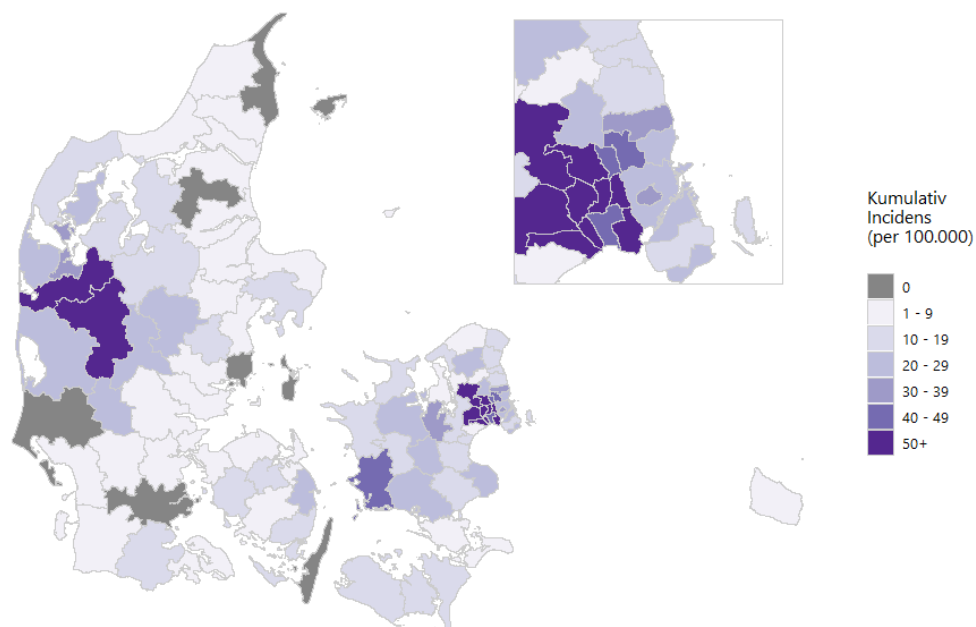 Kumulativ
Incidens
(per 100.000)
0
1 - 9
10 - 19
20 - 29
30 - 39
40 - 49
50+